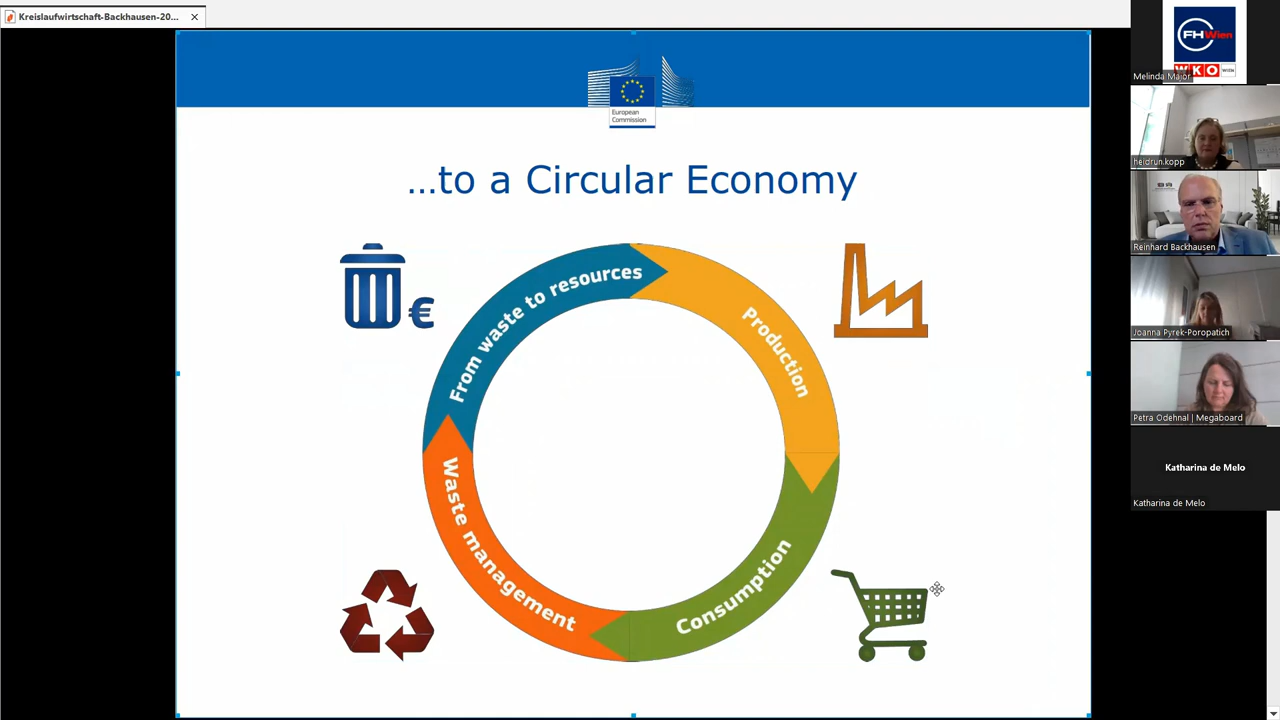 Kreislaufwirtschaft-Backhausen-20...
European
Commission
...to a Circular Economy
€
From waste to resources
Production
Waste management
Consumption
FHWien
WKO WIEN
Melinda Major
heidrun.kopp
Reinhard Backhausen
Joanna Pyrek-Poropatich
Petra Odehnal | Megaboard
Katharina de Melo
Katharina de Melo